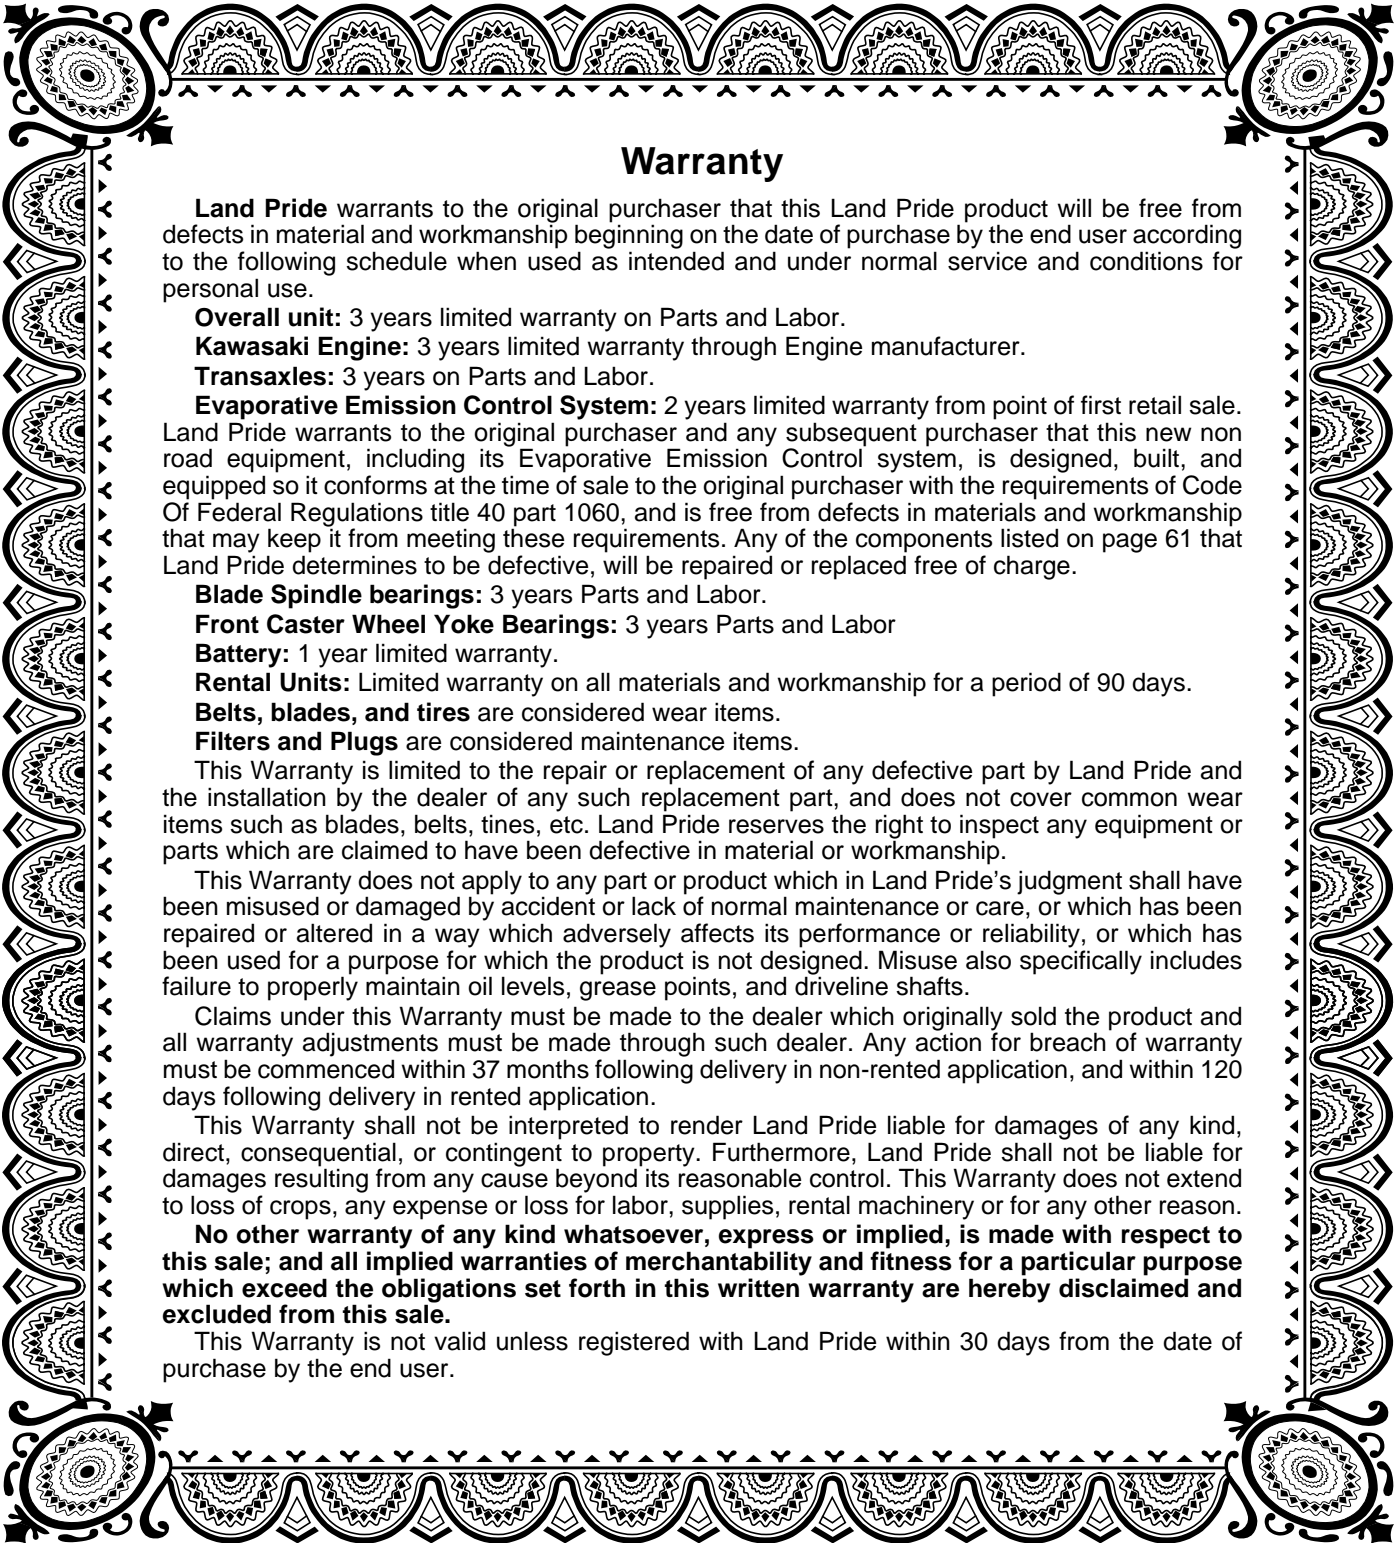 Warranty
Land Pride warrants to the original purchaser that this Land Pride product will be free from
defects in material and workmanship beginning on the date of purchase by the end user according
to the following schedule when used as intended and under normal service and conditions for
personal use.
Overall unit: 3 years limited warranty on Parts and Labor.
Kawasaki Engine: 3 years limited warranty through Engine manufacturer.
Transaxles: 3 years on Parts and Labor.
Evaporative Emission Control System: 2 years limited warranty from point of first retail sale.
Land Pride warrants to the original purchaser and any subsequent purchaser that this new non
road equipment, including its Evaporative Emission Control system, is designed, built, and
equipped so it conforms at the time of sale to the original purchaser with the requirements of Code
Of Federal Regulations title 40 part 1060, and is free from defects in materials and workmanship
that may keep it from meeting these requirements. Any of the components listed on page 61 that
Land Pride determines to be defective, will be repaired or replaced free of charge.
Blade Spindle bearings: 3 years Parts and Labor.
Front Caster Wheel Yoke Bearings: 3 years Parts and Labor
Battery: 1 year limited warranty.
Rental Units: Limited warranty on all materials and workmanship for a period of 90 days.
Belts, blades, and tires are considered wear items.
Filters and Plugs are considered maintenance items.
This Warranty is limited to the repair or replacement of any defective part by Land Pride and
the installation by the dealer of any such replacement part, and does not cover common wear
items such as blades, belts, tines, etc. Land Pride reserves the right to inspect any equipment or
parts which are claimed to have been defective in material or workmanship.
This Warranty does not apply to any part or product which in Land Pride’s judgment shall have
been misused or damaged by accident or lack of normal maintenance or care, or which has been
repaired or altered in a way which adversely affects its performance or reliability, or which has
been used for a purpose for which the product is not designed. Misuse also specifically includes
failure to properly maintain oil levels, grease points, and driveline shafts.
Claims under this Warranty must be made to the dealer which originally sold the product and
all warranty adjustments must be made through such dealer. Any action for breach of warranty
must be commenced within 37 months following delivery in non-rented application, and within 120
days following delivery in rented application.
This Warranty shall not be interpreted to render Land Pride liable for damages of any kind,
direct, consequential, or contingent to property. Furthermore, Land Pride shall not be liable for
damages resulting from any cause beyond its reasonable control. This Warranty does not extend
to loss of crops, any expense or loss for labor, supplies, rental machinery or for any other reason.
No other warranty of any kind whatsoever, express or implied, is made with respect to
this sale; and all implied warranties of merchantability and fitness for a particular purpose
which exceed the obligations set forth in this written warranty are hereby disclaimed and
excluded from this sale.
This Warranty is not valid unless registered with Land Pride within 30 days from the date of
purchase by the end user.